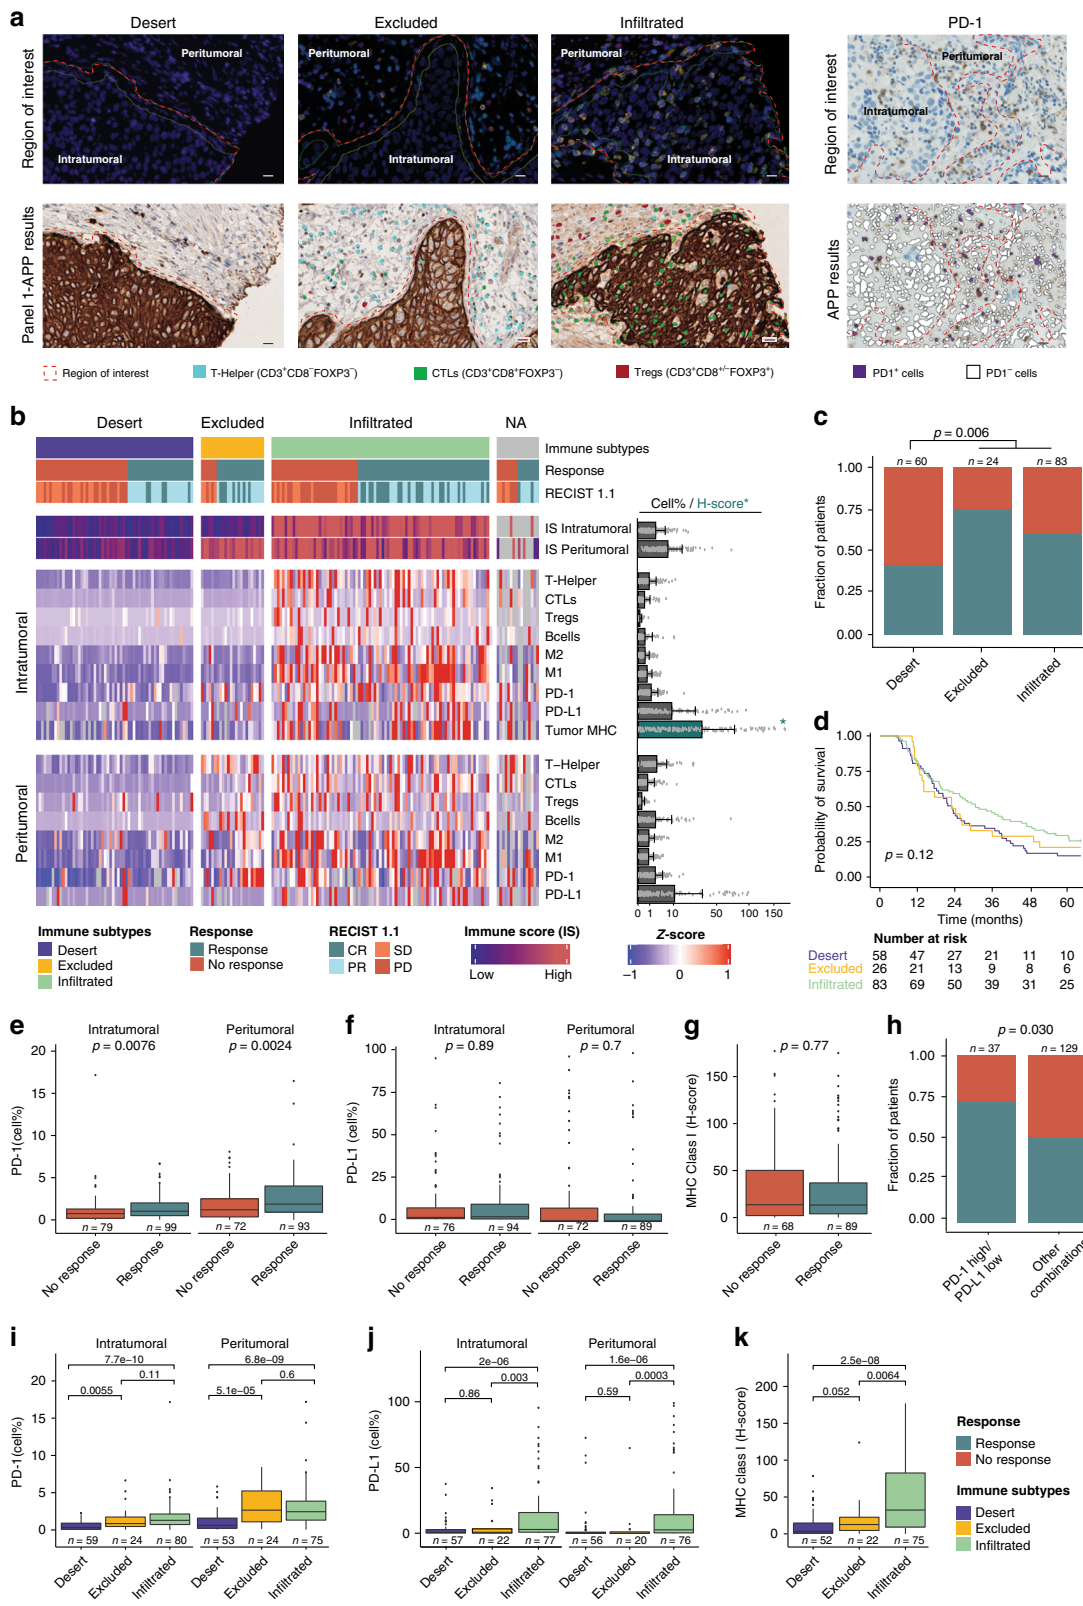 a
Desert
Excluded
Infiltrated
PD-1
Region of interest
Peritumoral
Intratumoral
Peritumoral
Intratumoral
Peritumoral
Intratumoral
Region of interest
Peritumoral
Intratumoral
Panel 1-APP results
APP results
Region of interest
T-Helper (CD3⁺CD8⁻FOXP3⁻)
CTLs (CD3⁺CD8⁺FOXP3⁻)
Tregs (CD3⁺CD8⁺/⁻FOXP3⁺)
PD1⁺ cells
PD1⁻ cells
b
Desert
Excluded
Infiltrated
NA
Immune subtypes
Response
RECIST 1.1
Cell% / H-score*
IS Intratumoral
IS Peritumoral
Intratumoral
T-Helper
CTLs
Tregs
Bcells
M2
M1
PD-1
PD-L1
Tumor MHC
*
Peritumoral
T-Helper
CTLs
Tregs
Bcells
M2
M1
PD-1
PD-L1
0 1 10 50 100 150
Immune subtypes
Desert
Excluded
Infiltrated
Response
Response
No response
RECIST 1.1
CR
SD
PR
PD
Immune score (IS)
Low
High
Z-score
−1 0 1
c
p = 0.006
n = 60
n = 24
n = 83
Fraction of patients
1.00
0.75
0.50
0.25
0.00
Desert
Excluded
Infiltrated
d
Probability of survival
1.00
0.75
0.50
0.25
0.00
p = 0.12
0 12 24 36 48 60
Time (months)
Number at risk
Desert 58 47 27 21 11 10
Excluded 26 21 13 9 8 6
Infiltrated 83 69 50 39 31 25
e
Intratumoral
p = 0.0076
Peritumoral
p = 0.0024
PD-1(cell%)
20
15
10
5
0
n = 79
n = 99
n = 72
n = 93
No response
Response
No response
Response
f
Intratumoral
p = 0.89
Peritumoral
p = 0.7
PD-L1 (cell%)
100
75
50
25
0
n = 76
n = 94
n = 72
n = 89
No response
Response
No response
Response
g
p = 0.77
MHC Class I (H-score)
150
100
50
0
n = 68
n = 89
No response
Response
h
p = 0.030
n = 37
n = 129
Fraction of patients
1.00
0.75
0.50
0.25
0.00
PD-1 high/
PD-L1 low
Other
combinations
i
Intratumoral
Peritumoral
7.7e−10
0.11
0.0055
6.8e−09
0.6
5.1e−05
PD-1(cell%)
20
15
10
5
0
n = 59
n = 24
n = 80
n = 53
n = 24
n = 75
Desert
Excluded
Infiltrated
Desert
Excluded
Infiltrated
j
Intratumoral
Peritumoral
2e−06
0.003
0.86
1.6e−06
0.0003
0.59
PD-L1 (cell%)
100
50
0
n = 57
n = 22
n = 77
n = 56
n = 20
n = 76
Desert
Excluded
Infiltrated
Desert
Excluded
Infiltrated
k
2.5e−08
0.0064
0.052
MHC class I (H-score)
200
150
100
50
0
n = 52
n = 22
n = 75
Desert
Excluded
Infiltrated
Response
Response
No response
Immune subtypes
Desert
Excluded
Infiltrated